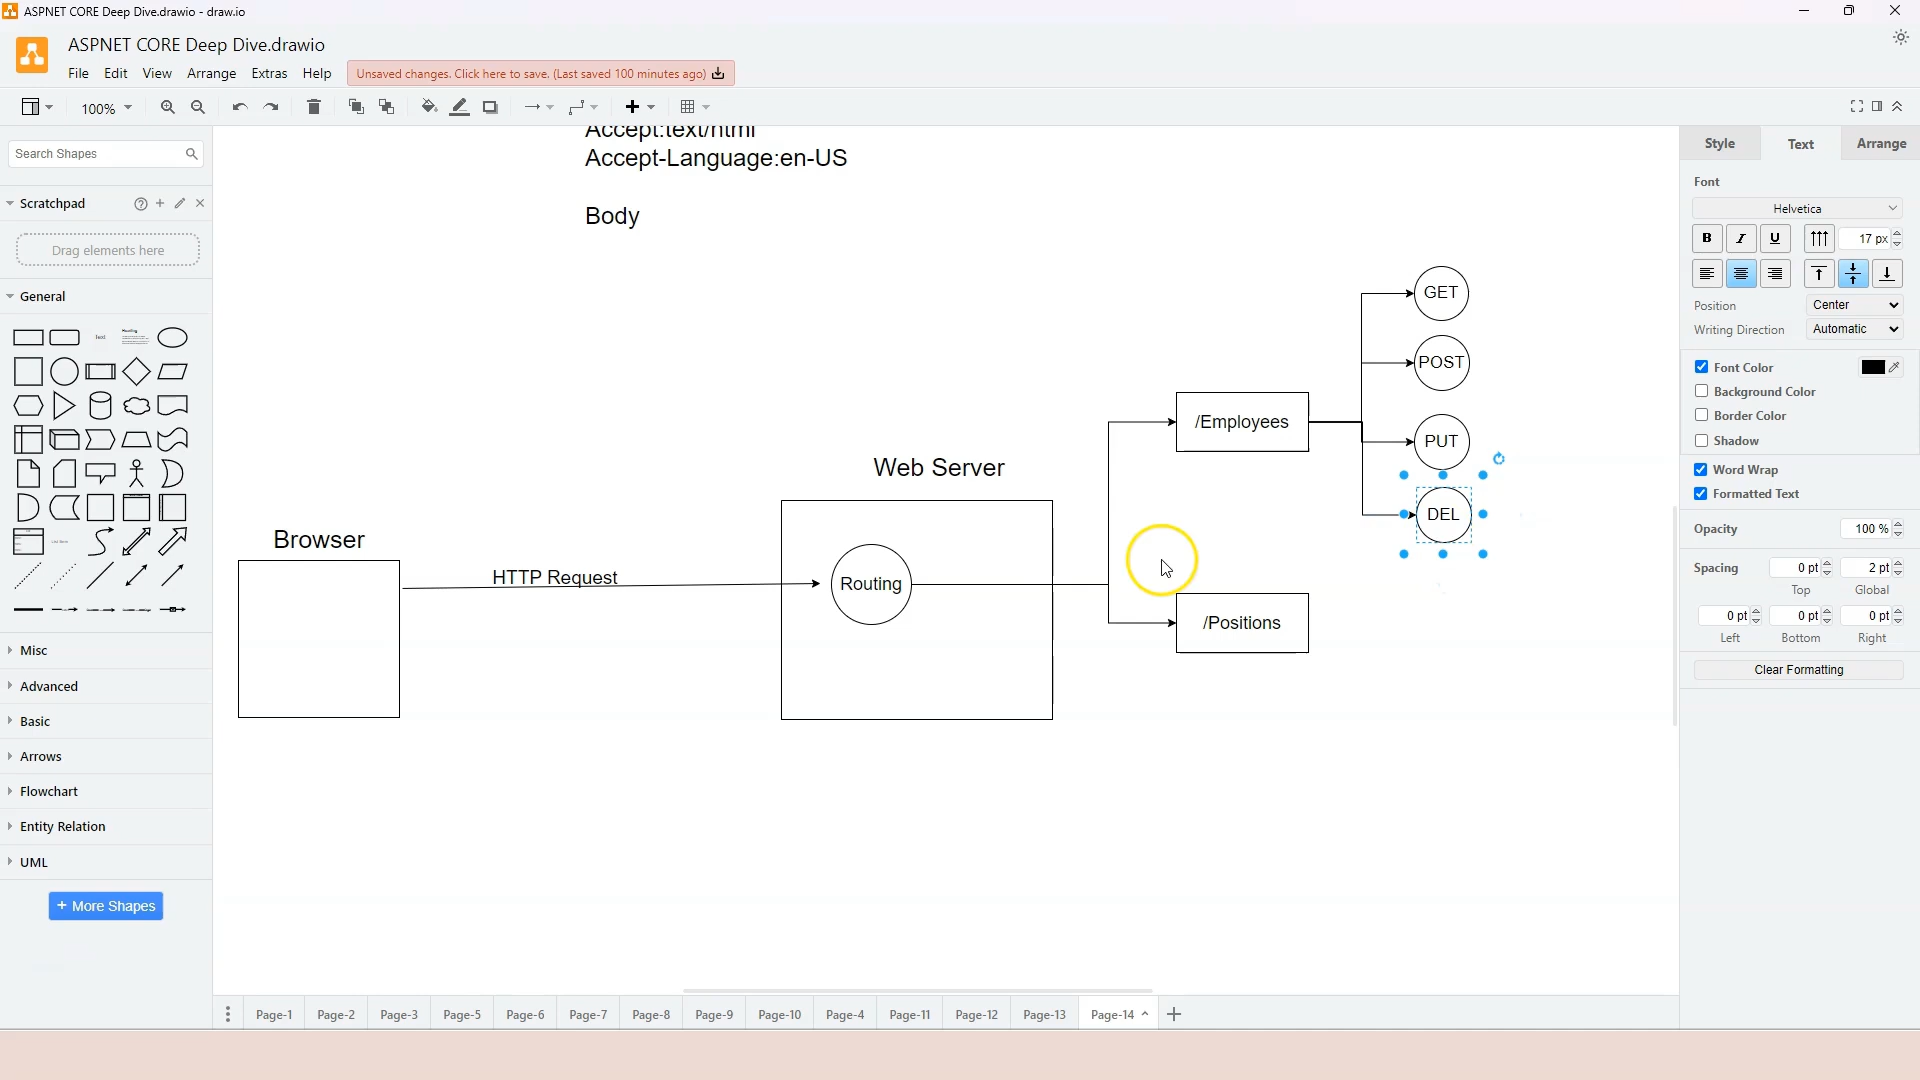 ASPNET CORE Deep Dive.drawio - draw.io
ASPNET CORE Deep Dive.drawio
File Edit View Arrange Extras Help
Unsaved changes. Click here to save. (Last saved 100 minutes ago)
100%
Search Shapes
Scratchpad
Drag elements here
General
Text
Heading
Misc
Advanced
Basic
Arrows
Flowchart
Entity Relation
UML
+ More Shapes
Accept:text/html
Accept-Language:en-US
Body
Browser
HTTP Request
Web Server
Routing
/Employees
/Positions
GET
POST
PUT
DEL
Page-1 Page-2 Page-3 Page-5 Page-6 Page-7 Page-8 Page-9 Page-10 Page-4 Page-11 Page-12 Page-13 Page-14
Style Text Arrange
Font
Helvetica
B I U 17 px
Position Center
Writing Direction Automatic
Font Color
Background Color
Border Color
Shadow
Word Wrap
Formatted Text
Opacity 100 %
Spacing 0 pt 2 pt
Top Global
0 pt 0 pt 0 pt
Left Bottom Right
Clear Formatting